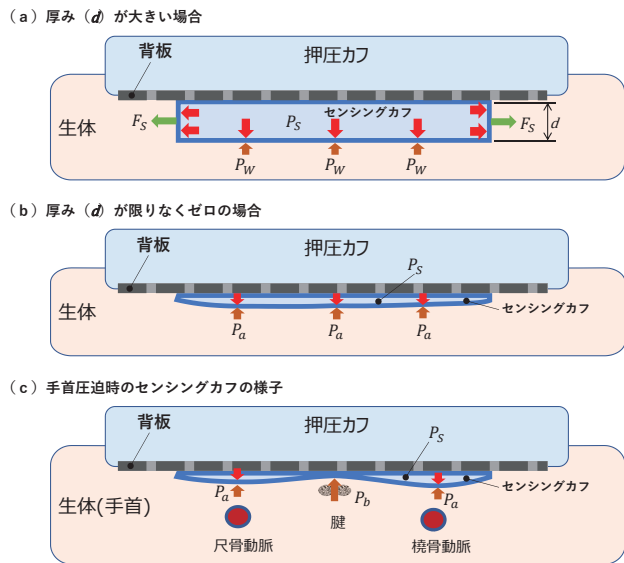 （a）厚み（d）が大きい場合
押圧カフ
背板
センシングカフ
生体
F_S
P_S
F_S
d
P_W
P_W
P_W
（b）厚み（d）が限りなくゼロの場合
押圧カフ
背板
P_S
生体
センシングカフ
P_a
P_a
P_a
（c）手首圧迫時のセンシングカフの様子
押圧カフ
背板
P_S
センシングカフ
P_a
P_b
P_a
生体(手首)
腱
尺骨動脈
橈骨動脈